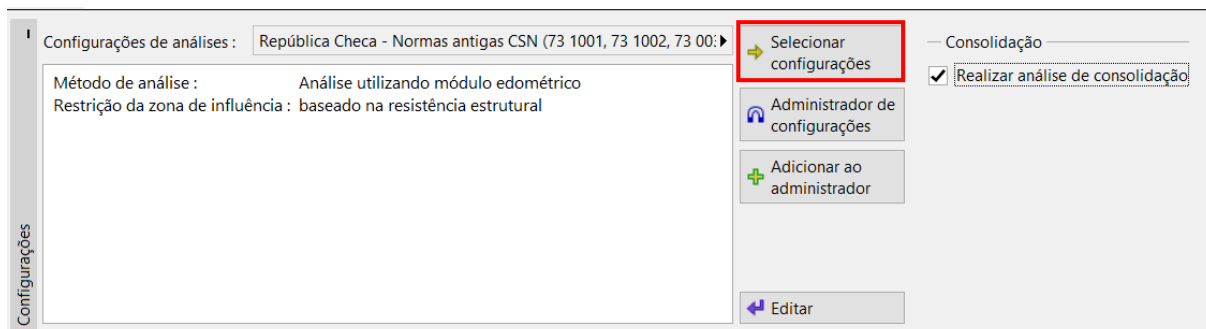 Configurações de análises :
República Checa - Normas antigas CSN (73 1001, 73 1002, 73 003
Método de análise :
Análise utilizando módulo edométrico
Restrição da zona de influência :
baseado na resistência estrutural
Selecionar
configurações
Administrador de
configurações
Adicionar ao
administrador
Editar
Consolidação
Realizar análise de consolidação
Configurações